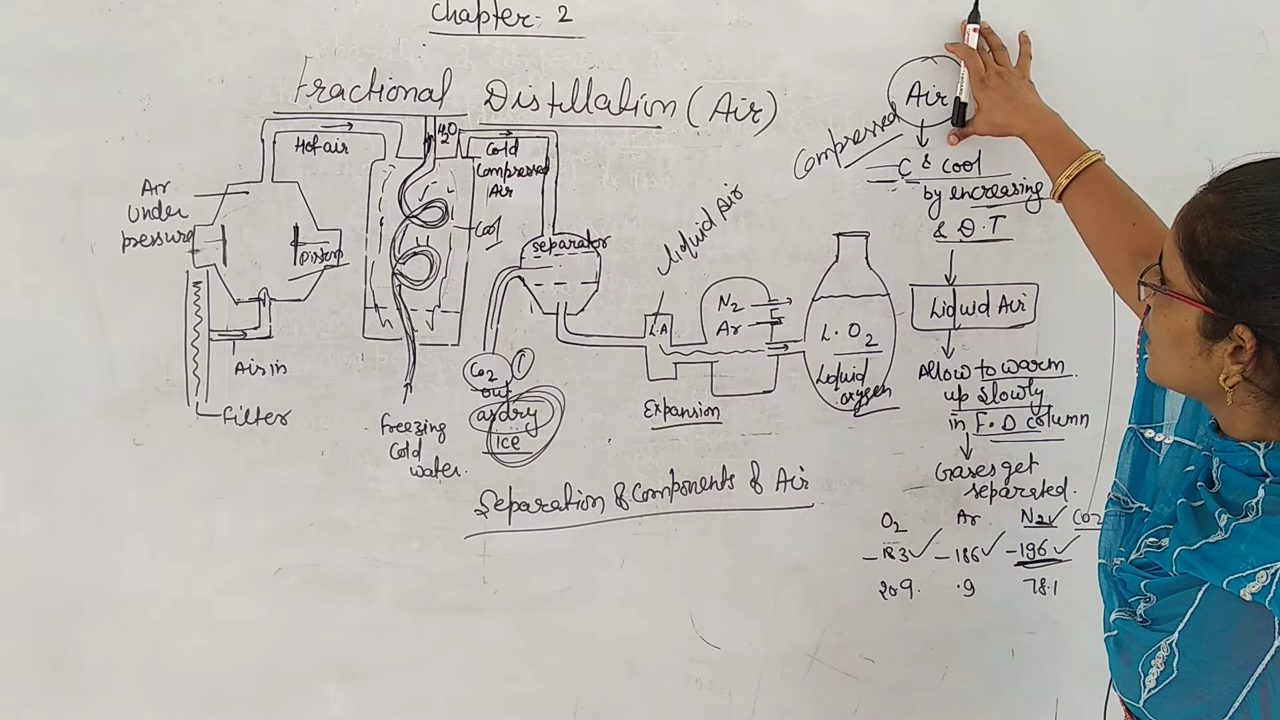 Chapter: 2
Fractional Distillation (Air)
Hot air
H2O
Cold
Compressed
Air
Air
Under
pressure
Piston
Cool
separator
Liquid Air
N2
Ar
L.A
L. O2
Liquid
oxygen
Air in
Filter
CO2
out
as dry
ice
Expansion
Freezing
Cold
water.
Separation of Components of Air
Air
Compressed
C & Cool
by encreasing
& D.T
Liquid Air
Allow to warm
up slowly
in F.D column
Gases get
separated.
O2 Ar N2 CO2
-183 -186 -196
20.9. .9 78.1